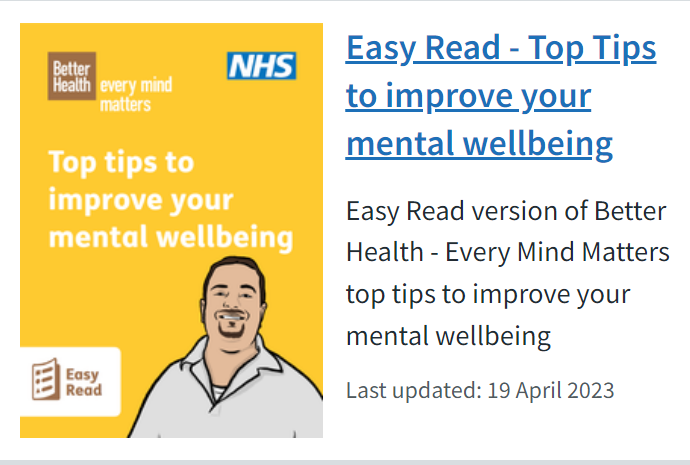 Better
Health
every mind
matters
NHS
Top tips to
improve your
mental wellbeing
Easy
Read
Easy Read - Top Tips
to improve your
mental wellbeing
Easy Read version of Better
Health - Every Mind Matters
top tips to improve your
mental wellbeing
Last updated: 19 April 2023